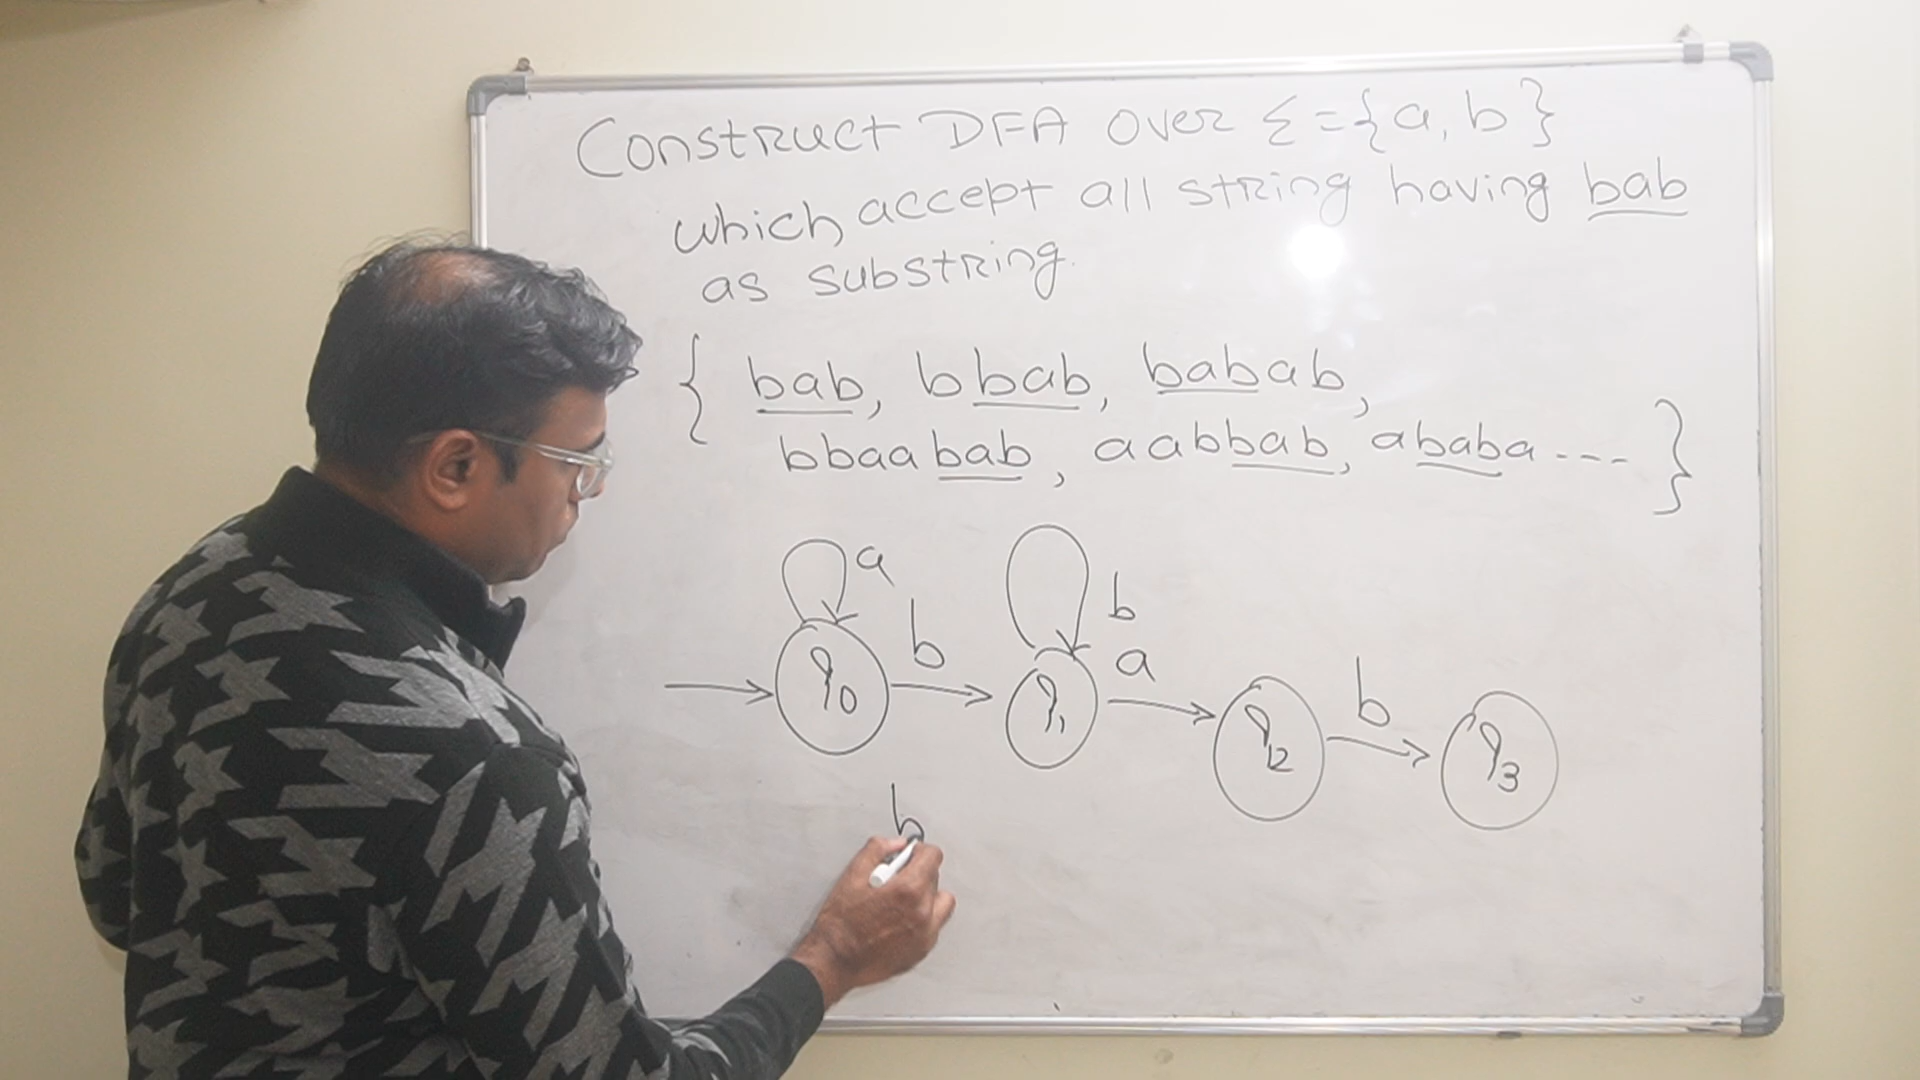 Construct DFA over Σ={a, b}
which accept all string having bab
as substring.
{ bab, bbab, babab,
bbaabab, aabbab, ababa ---- }
a
b
b
a
b
q0
q1
q2
q3
b